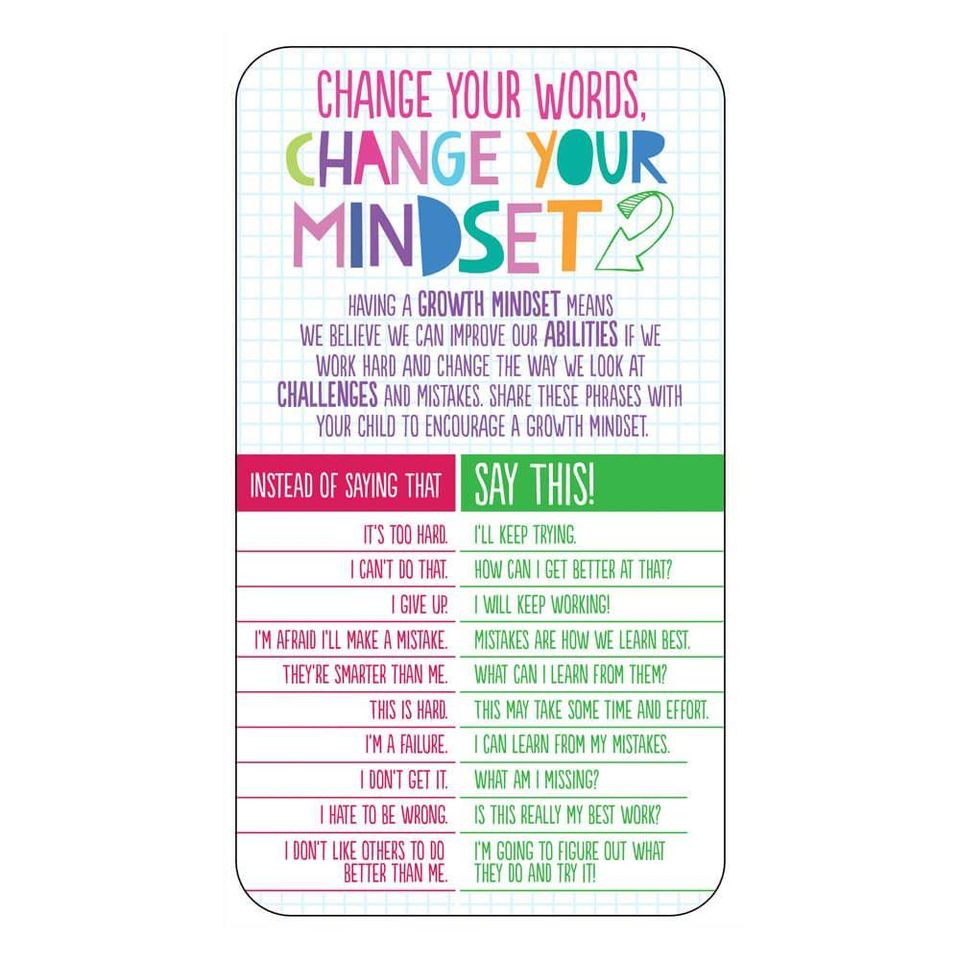 CHANGE YOUR WORDS,
CHANGE YOUR
MINDSET
HAVING A GROWTH MINDSET MEANS
WE BELIEVE WE CAN IMPROVE OUR ABILITIES IF WE
WORK HARD AND CHANGE THE WAY WE LOOK AT
CHALLENGES AND MISTAKES. SHARE THESE PHRASES WITH
YOUR CHILD TO ENCOURAGE A GROWTH MINDSET.
INSTEAD OF SAYING THAT SAY THIS!
IT'S TOO HARD. I'LL KEEP TRYING.
I CAN'T DO THAT. HOW CAN I GET BETTER AT THAT?
I GIVE UP. I WILL KEEP WORKING!
I'M AFRAID I'LL MAKE A MISTAKE. MISTAKES ARE HOW WE LEARN BEST.
THEY'RE SMARTER THAN ME. WHAT CAN I LEARN FROM THEM?
THIS IS HARD. THIS MAY TAKE SOME TIME AND EFFORT.
I'M A FAILURE. I CAN LEARN FROM MY MISTAKES.
I DON'T GET IT. WHAT AM I MISSING?
I HATE TO BE WRONG. IS THIS REALLY MY BEST WORK?
I DON'T LIKE OTHERS TO DO
BETTER THAN ME.
I'M GOING TO FIGURE OUT WHAT
THEY DO AND TRY IT!